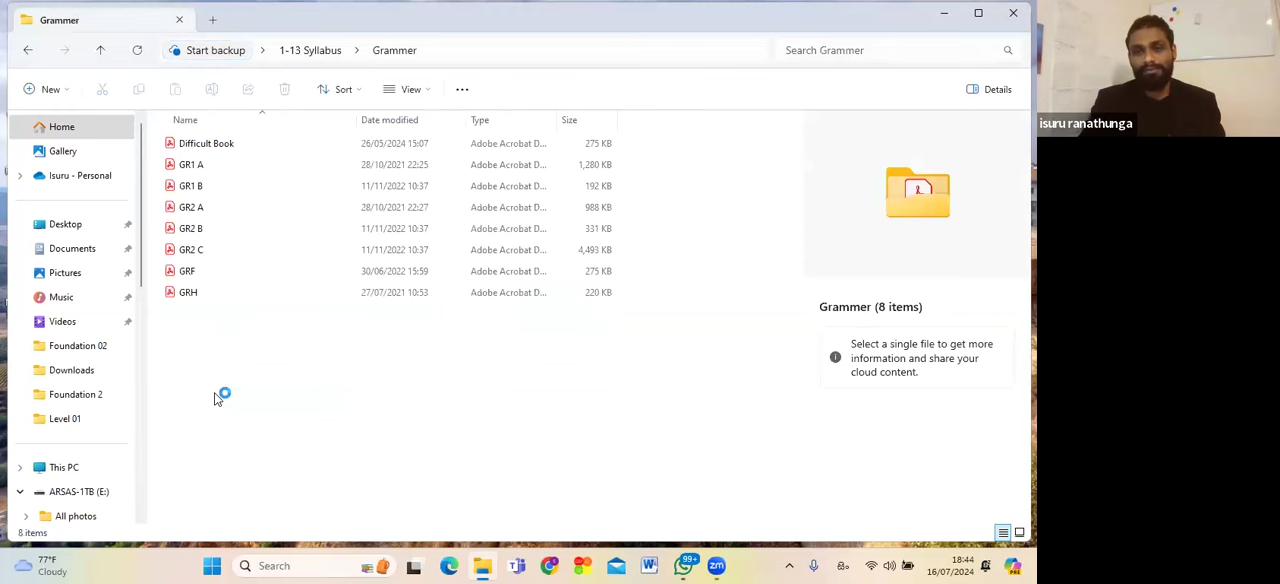 Grammer
Start backup
1-13 Syllabus
Grammer
Search Grammer
New
Sort
View
Details
Name
Date modified
Type
Size
Difficult Book 26/05/2024 15:07 Adobe Acrobat D... 275 KB
GR1 A 28/10/2021 22:25 Adobe Acrobat D... 1,280 KB
GR1 B 11/11/2022 10:37 Adobe Acrobat D... 192 KB
GR2 A 28/10/2021 22:27 Adobe Acrobat D... 988 KB
GR2 B 11/11/2022 10:37 Adobe Acrobat D... 331 KB
GR2 C 11/11/2022 10:37 Adobe Acrobat D... 4,493 KB
GRF 30/06/2022 15:59 Adobe Acrobat D... 275 KB
GRH 27/07/2021 10:53 Adobe Acrobat D... 220 KB
Home
Gallery
Isuru - Personal
Desktop
Documents
Pictures
Music
Videos
Foundation 02
Downloads
Foundation 2
Level 01
This PC
ARSAS-1TB (E:)
All photos
8 items
Grammer (8 items)
Select a single file to get more
information and share your
cloud content.
isuru ranathunga
77°F
Cloudy
Search
99+
zm
PRE
18:44
16/07/2024